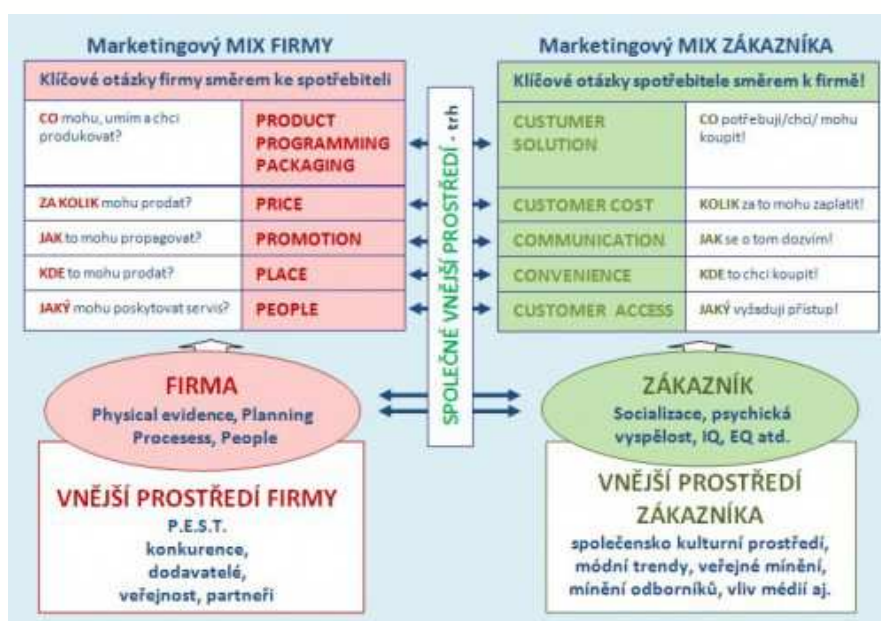 Marketingový MIX FIRMY
Klíčové otázky firmy směrem ke spotřebiteli
CO mohu, umím a chci
produkovat?
PRODUCT
PROGRAMMING
PACKAGING
ZA KOLIK mohu prodat?
PRICE
JAK to mohu propagovat?
PROMOTION
KDE to mohu prodat?
PLACE
JAKÝ mohu poskytovat servis?
PEOPLE
SPOLEČNÉ VNĚJŠÍ PROSTŘEDÍ - trh
Marketingový MIX ZÁKAZNÍKA
Klíčové otázky spotřebitele směrem k firmě!
CUSTUMER
SOLUTION
CO potřebuji/chci/ mohu
koupit!
CUSTOMER COST
KOLIK za to mohu zaplatit!
COMMUNICATION
JAK se o tom dozvím!
CONVENIENCE
KDE to chci koupit!
CUSTOMER ACCESS
JAKÝ vyžaduji přístup!
FIRMA
Physical evidence, Planning
Procesess, People
VNĚJŠÍ PROSTŘEDÍ FIRMY
P.E.S.T.
konkurence,
dodavatelé,
veřejnost, partneři
ZÁKAZNÍK
Socializace, psychická
vyspělost, IQ, EQ atd.
VNĚJŠÍ PROSTŘEDÍ
ZÁKAZNÍKA
společensko kulturní prostředí,
módní trendy, veřejné mínění,
mínění odborníků, vliv médií aj.